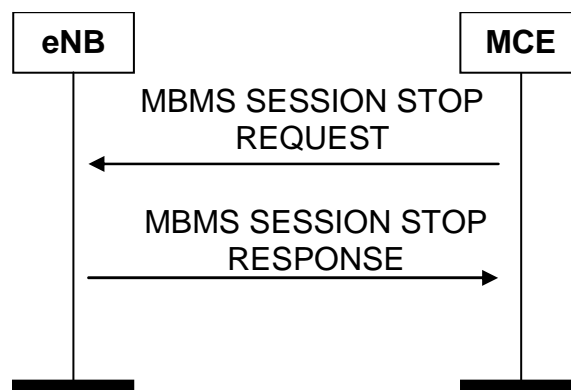 eNB
MCE
MBMS SESSION STOP
REQUEST
MBMS SESSION STOP
RESPONSE